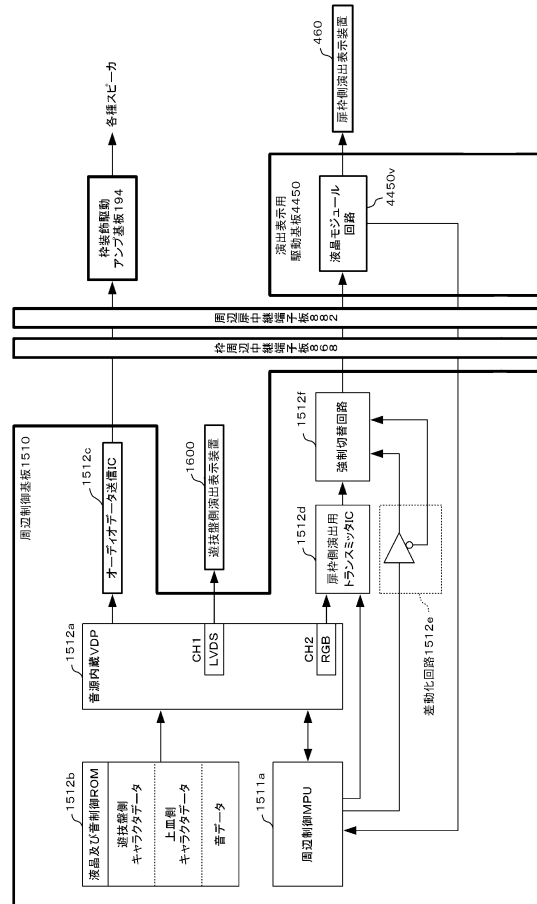 周辺制御基板1510
1512b
液晶及び音制御ROM
遊技盤側
キャラクタデータ
上皿側
キャラクタデータ
音データ
1512a
音源内蔵VDP
CH1
LVDS
CH2
RGB
1511a
周辺制御MPU
1512c
オーディオデータ送信IC
1600
遊技盤側演出表示装置
1512d
扉枠側演出用
トランスミッタIC
1512f
強制切替回路
差動化回路1512e
枠周辺中継端子板868
周辺扉中継端子板882
枠装飾駆動
アンプ基板194
各種スピーカ
演出表示用
駆動基板4450
液晶モジュール
回路
4450v
460
扉枠側演出表示装置